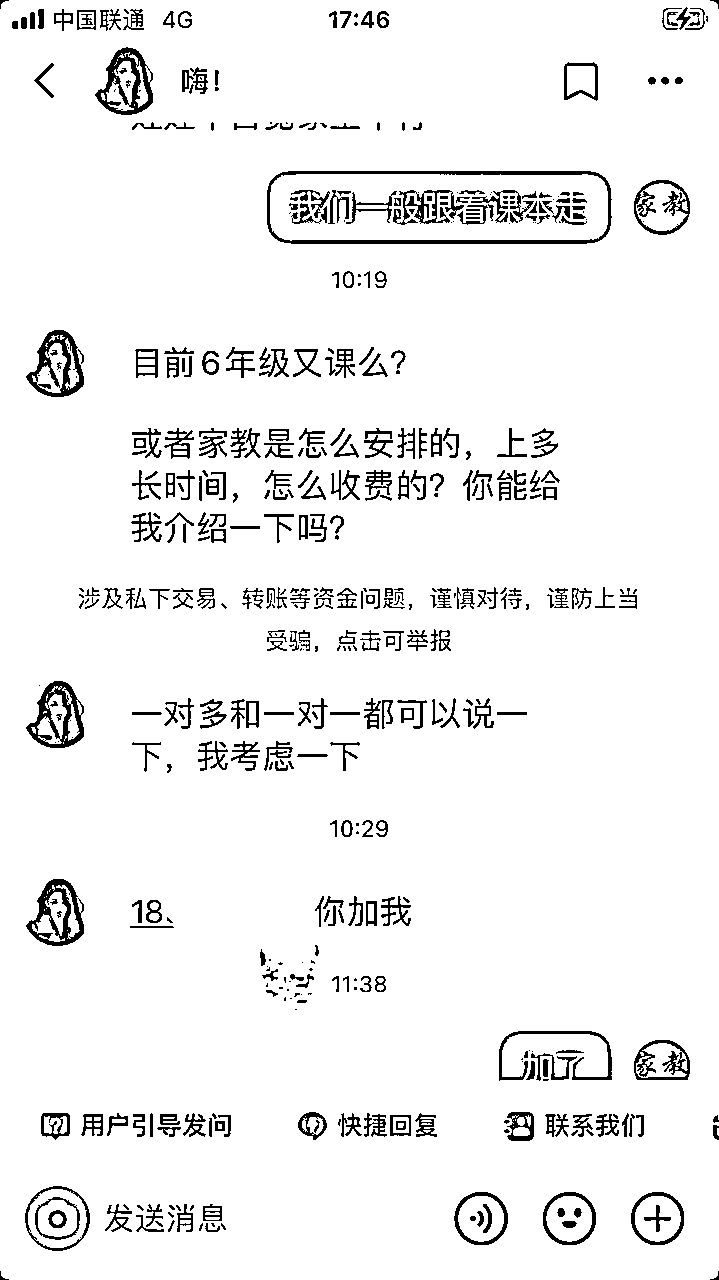 中国联通 4G 17:46
嗨！
我们一般跟着课本走
家教
10:19
目前6年级又课么？
或者家教是怎么安排的，上多
长时间，怎么收费的？你能给
我介绍一下吗？
涉及私下交易、转账等资金问题，谨慎对待，谨防上当
受骗，点击可举报
一对多和一对一都可以说一
下，我考虑一下
10:29
18、 你加我
11:38
加了
家教
用户引导发问 快捷回复 联系我们
发送消息